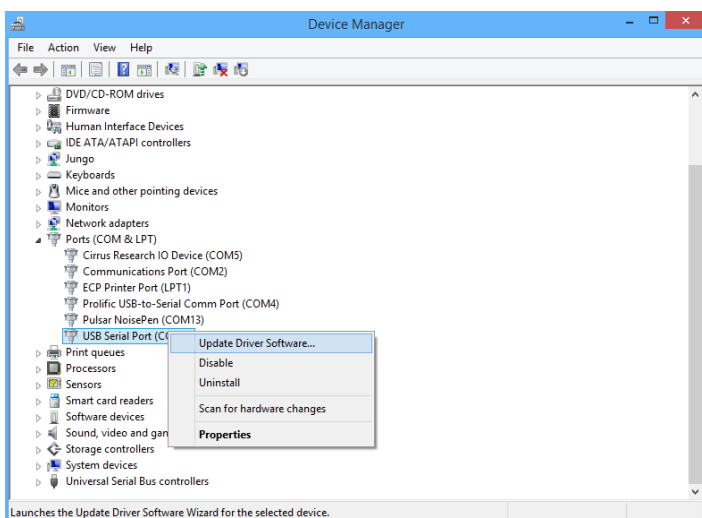 Device Manager
File Action View Help
DVD/CD-ROM drives
Firmware
Human Interface Devices
IDE ATA/ATAPI controllers
Jungo
Keyboards
Mice and other pointing devices
Monitors
Network adapters
Ports (COM & LPT)
Cirrus Research IO Device (COM5)
Communications Port (COM2)
ECP Printer Port (LPT1)
Prolific USB-to-Serial Comm Port (COM4)
Pulsar NoisePen (COM13)
USB Serial Port (CO
Update Driver Software...
Disable
Uninstall
Scan for hardware changes
Properties
Print queues
Processors
Sensors
Smart card readers
Software devices
Sound, video and gam
Storage controllers
System devices
Universal Serial Bus controllers
Launches the Update Driver Software Wizard for the selected device.